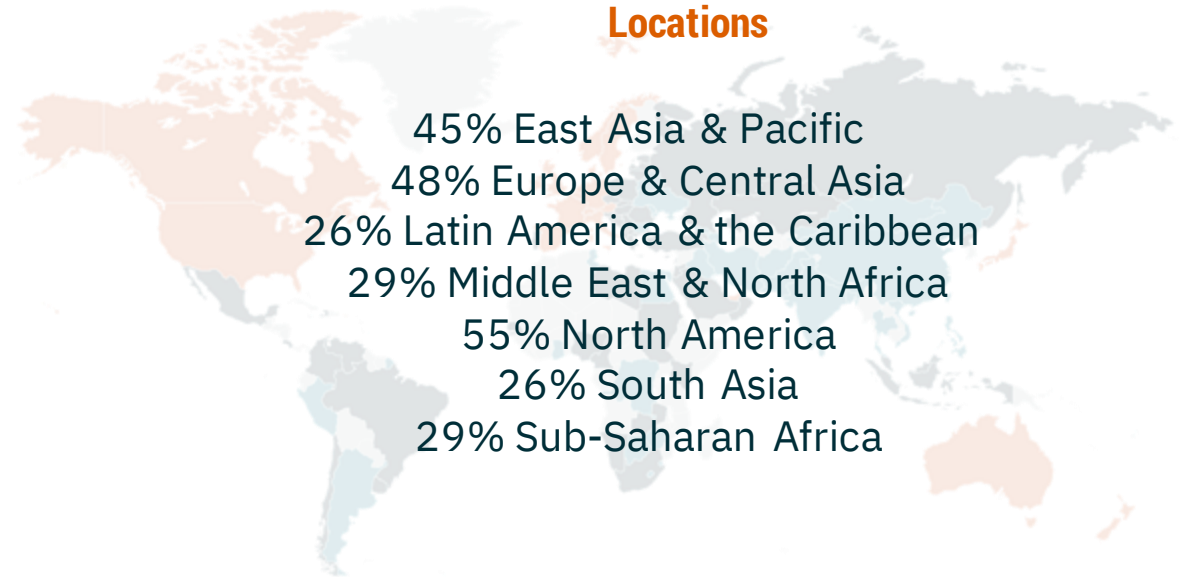 Locations
45% East Asia & Pacific
48% Europe & Central Asia
26% Latin America & the Caribbean
29% Middle East & North Africa
55% North America
26% South Asia
29% Sub-Saharan Africa